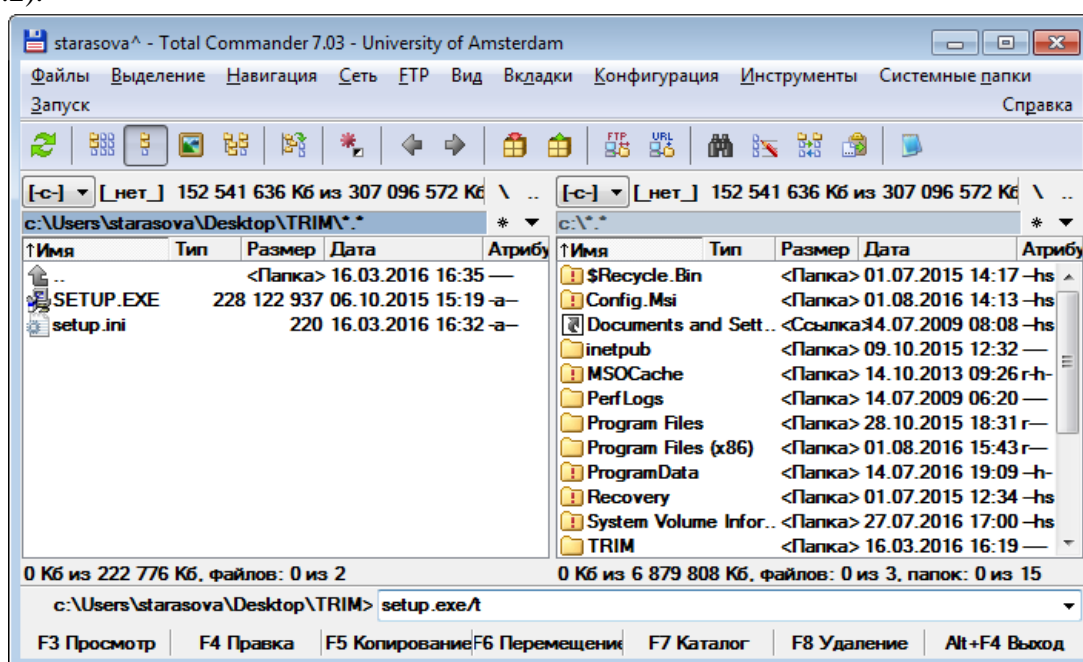 starasova^ - Total Commander 7.03 - University of Amsterdam
Файлы Выделение Навигация Сеть FTP Вид Вкладки Конфигурация Инструменты Системные папки
Запуск Справка
FTP URL
[-c-] [_нет_] 152 541 636 Кб из 307 096 572 Кб \ .. [-c-] [_нет_] 152 541 636 Кб из 307 096 572 Кб \ ..
c:\Users\starasova\Desktop\TRIM\*.* * c:\*.* *
↑Имя Тип Размер Дата Атрибу ↑Имя Тип Размер Дата Атрибу
.. <Папка> 16.03.2016 16:35 ---- $Recycle.Bin <Папка> 01.07.2015 14:17 --hs
SETUP.EXE 228 122 937 06.10.2015 15:19 -a-- Config.Msi <Папка> 01.08.2016 14:13 --hs
setup.ini 220 16.03.2016 16:32 -a-- Documents and Sett.. <Ссылка> 14.07.2009 08:08 --hs
inetpub <Папка> 09.10.2015 12:32 ----
MSOCache <Папка> 14.10.2013 09:26 r-h-
PerfLogs <Папка> 14.07.2009 06:20 ----
Program Files <Папка> 28.10.2015 18:31 r---
Program Files (x86) <Папка> 01.08.2016 15:43 r---
ProgramData <Папка> 14.07.2016 19:09 --h-
Recovery <Папка> 01.07.2015 12:34 --hs
System Volume Infor.. <Папка> 27.07.2016 17:00 --hs
TRIM <Папка> 16.03.2016 16:19 ----
0 Кб из 222 776 Кб, файлов: 0 из 2 0 Кб из 6 879 808 Кб, файлов: 0 из 3, папок: 0 из 15
c:\Users\starasova\Desktop\TRIM> setup.exe/t
F3 Просмотр F4 Правка F5 Копирование F6 Перемещение F7 Каталог F8 Удаление Alt+F4 Выход